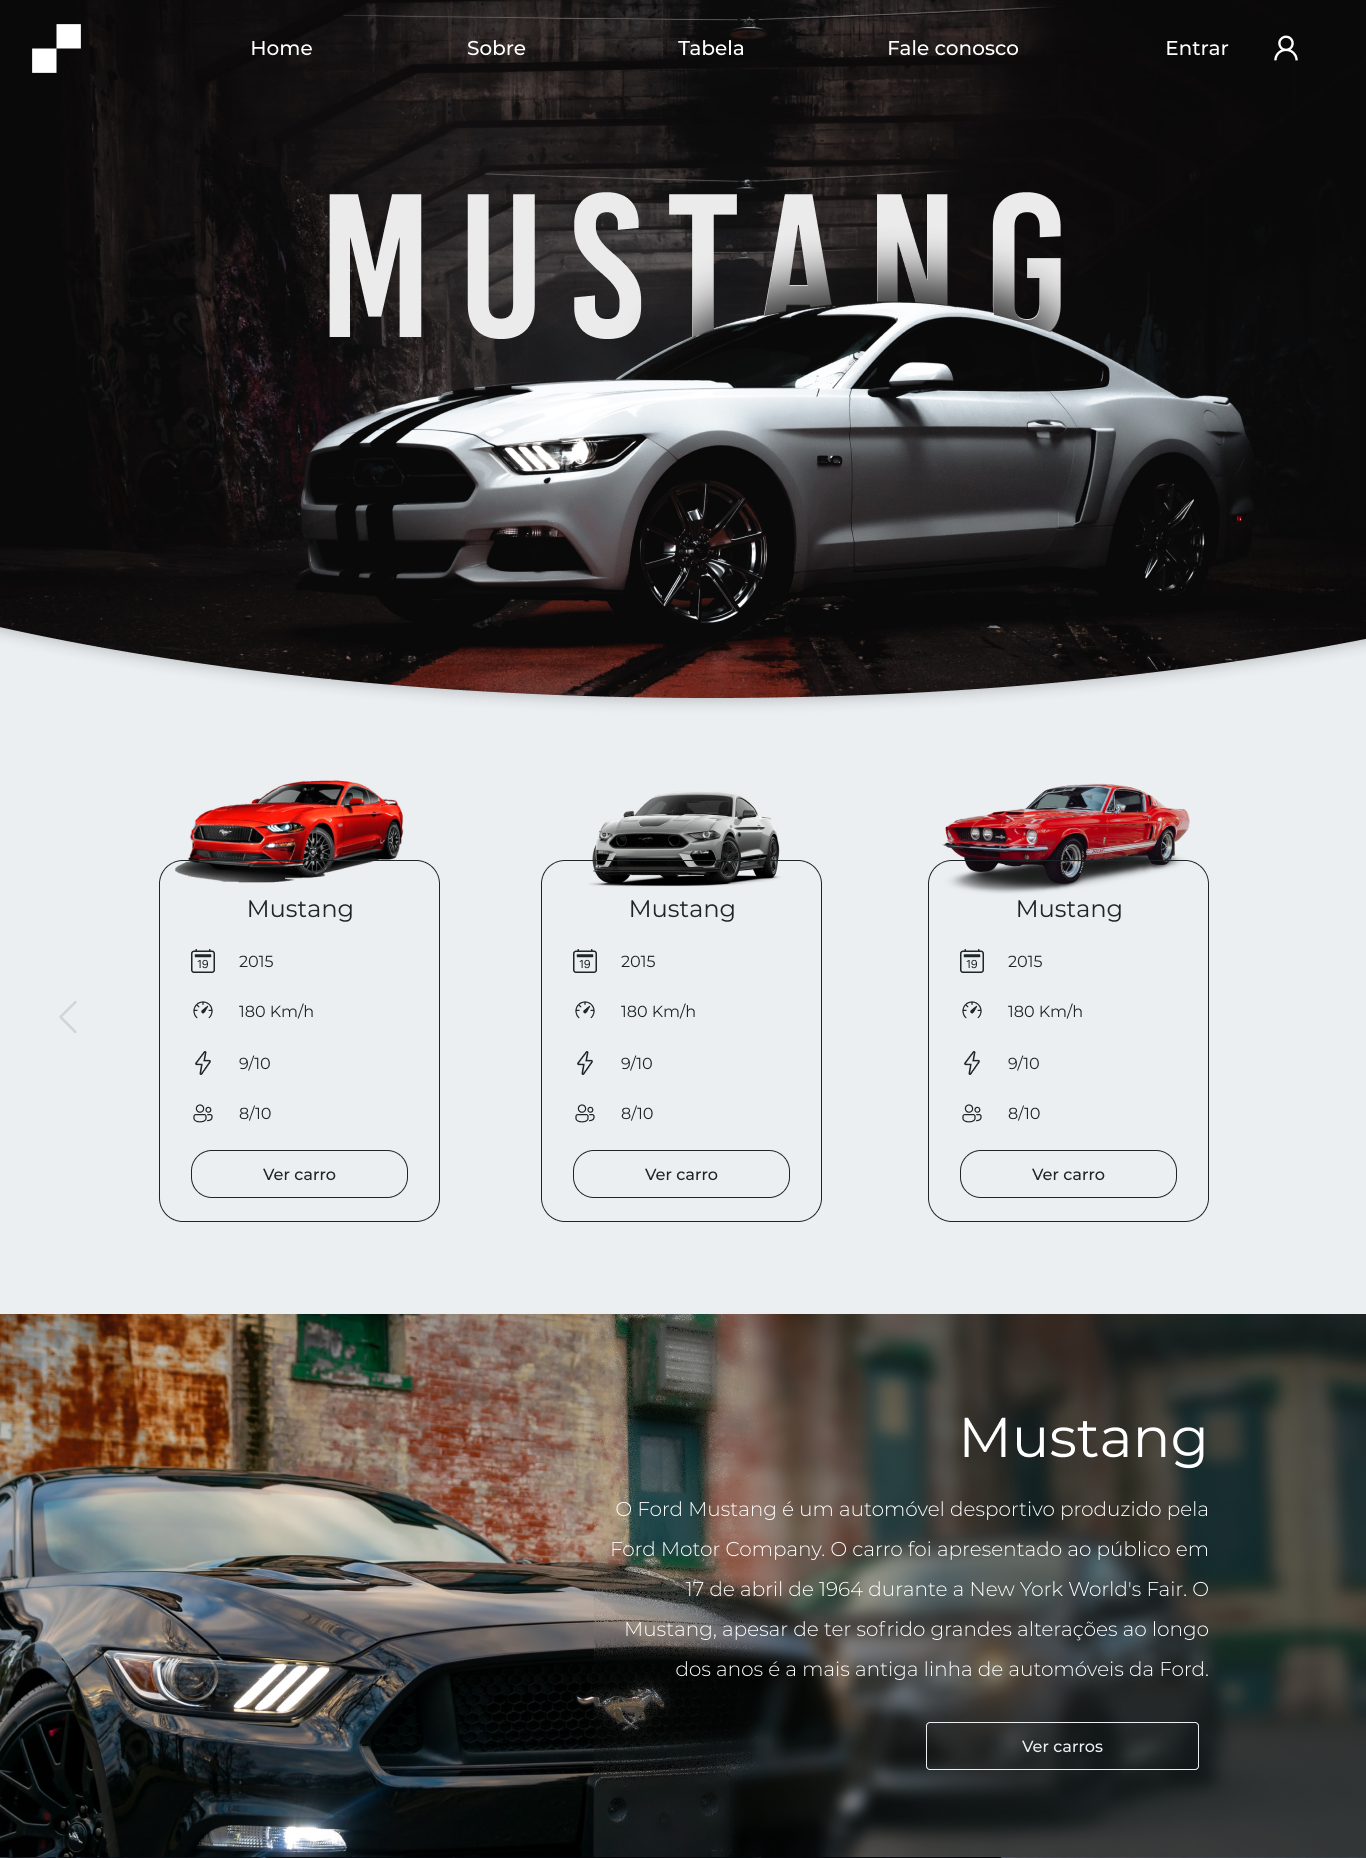 Home Sobre Tabela Fale conosco Entrar
MUSTANG
Mustang Mustang Mustang
19 2015 19 2015 19 2015
180 Km/h 180 Km/h 180 Km/h
9/10 9/10 9/10
8/10 8/10 8/10
Ver carro Ver carro Ver carro
Mustang
O Ford Mustang é um automóvel desportivo produzido pela
Ford Motor Company. O carro foi apresentado ao público em
17 de abril de 1964 durante a New York World's Fair. O
Mustang, apesar de ter sofrido grandes alterações ao longo
dos anos é a mais antiga linha de automóveis da Ford.
Ver carros